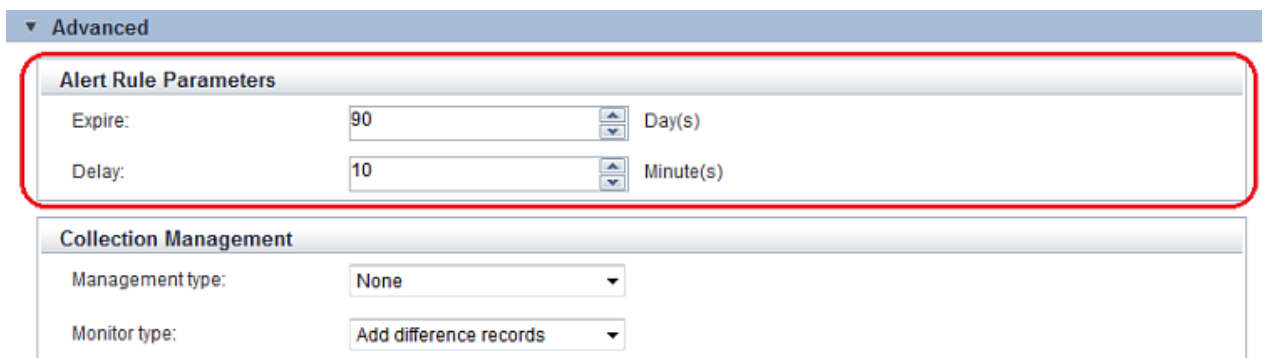 Advanced
Alert Rule Parameters
Expire: 90 Day(s)
Delay: 10 Minute(s)
Collection Management
Management type: None
Monitor type: Add difference records